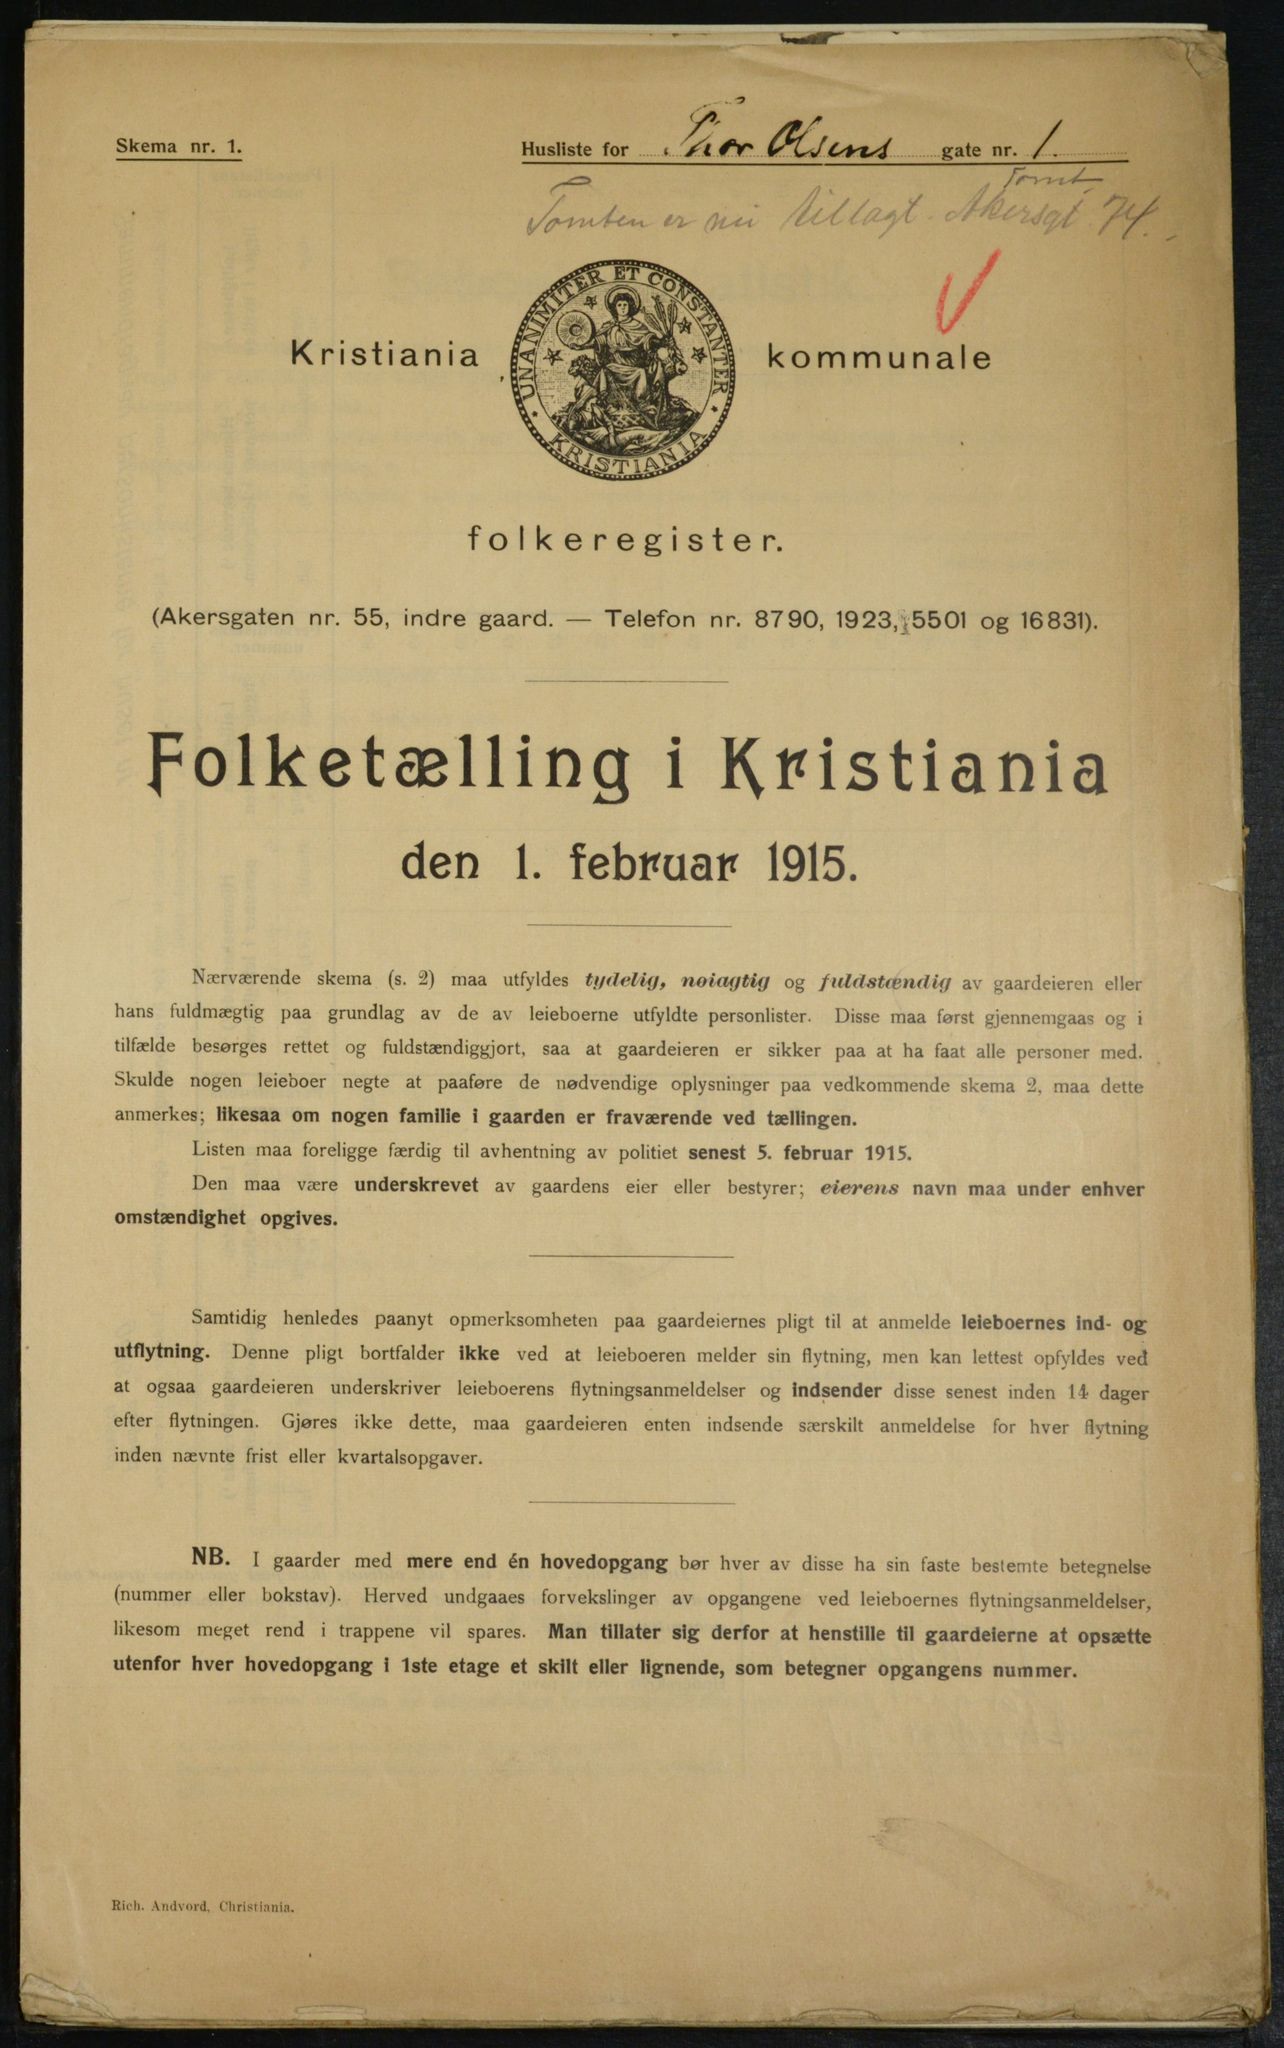 Skema nr. 1.
Husliste for Thor Olsens gate nr. 1.
Tomt
Tomten er nu tillagt Akersgt 74.
UNANIMITER ET CONSTANTER
KRISTIANIA
Kristiania kommunale
folkeregister.
(Akersgaten nr. 55, indre gaard. — Telefon nr. 8790, 1923, 5501 og 16831).
Folketælling i Kristiania
den 1. februar 1915.
Nærværende skema (s. 2) maa utfyldes tydelig, nøiagtig og fuldstændig av gaardeieren eller
hans fuldmægtig paa grundlag av de av leieboerne utfyldte personlister. Disse maa først gjennemgaas og i
tilfælde besørges rettet og fuldstændiggjort, saa at gaardeieren er sikker paa at ha faat alle personer med.
Skulde nogen leieboer negte at paaføre de nødvendige oplysninger paa vedkommende skema 2, maa dette
anmerkes; likesaa om nogen familie i gaarden er fraværende ved tællingen.
Listen maa foreligge færdig til avhentning av politiet senest 5. februar 1915.
Den maa være underskrevet av gaardens eier eller bestyrer; eierens navn maa under enhver
omstændighet opgives.
Samtidig henledes paanyt opmerksomheten paa gaardeiernes pligt til at anmelde leieboernes ind- og
utflytning. Denne pligt bortfalder ikke ved at leieboeren melder sin flytning, men kan lettest opfyldes ved
at ogsaa gaardeieren underskriver leieboerens flytningsanmeldelser og indsender disse senest inden 14 dager
efter flytningen. Gjøres ikke dette, maa gaardeieren enten indsende særskilt anmeldelse for hver flytning
inden nævnte frist eller kvartalsopgaver.
NB. I gaarder med mere end én hovedopgang bør hver av disse ha sin faste bestemte betegnelse
(nummer eller bokstav). Herved undgaaes forvekslinger av opgangene ved leieboernes flytningsanmeldelser,
likesom meget rend i trappene vil spares. Man tillater sig derfor at henstille til gaardeierne at opsætte
utenfor hver hovedopgang i 1ste etage et skilt eller lignende, som betegner opgangens nummer.
Rich. Andvord, Christiania.